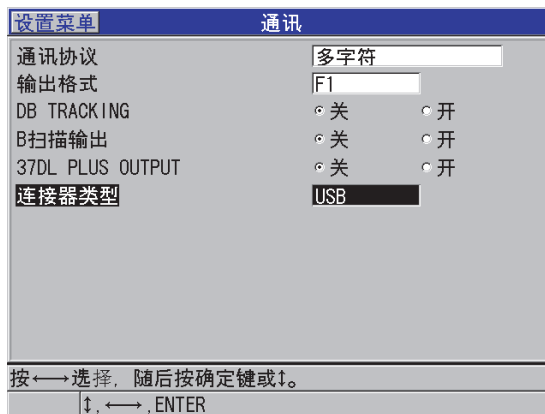 设置菜单 通讯
通讯协议 多字符
输出格式 F1
DB TRACKING 关 开
B扫描输出 关 开
37DL PLUS OUTPUT 关 开
连接器类型 USB
按←→选择, 随后按确定键或↕。
↕,←→,ENTER